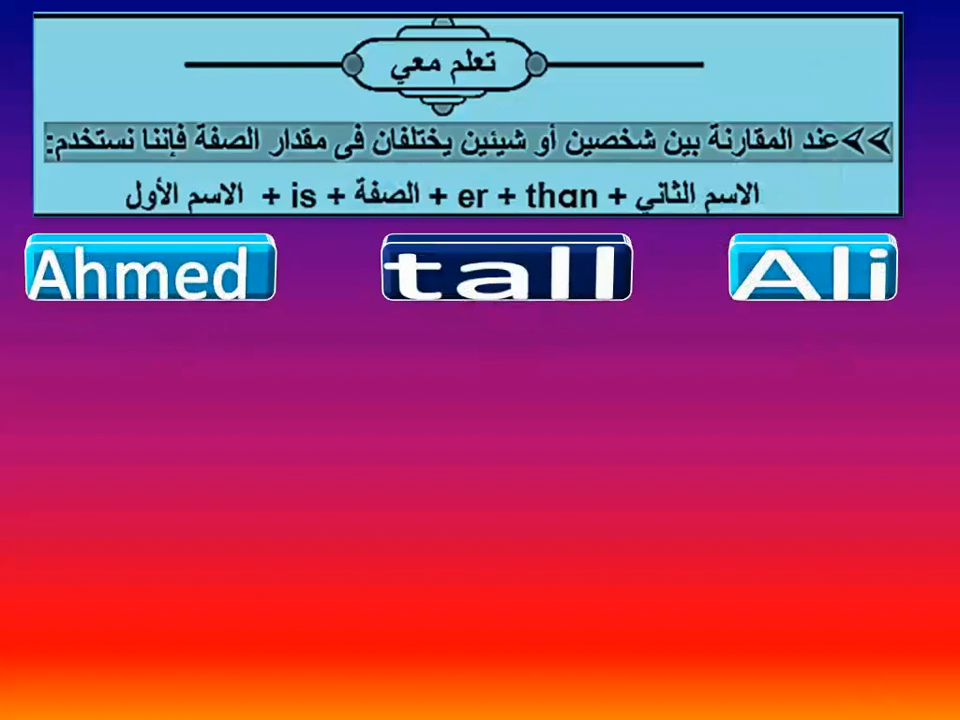 تعلم معي
عند المقارنة بين شخصين أو شيئين يختلفان فى مقدار الصفة فإننا نستخدم:
الاسم الأول + is + الصفة + er + than + الاسم الثاني
Ahmed tall Ali